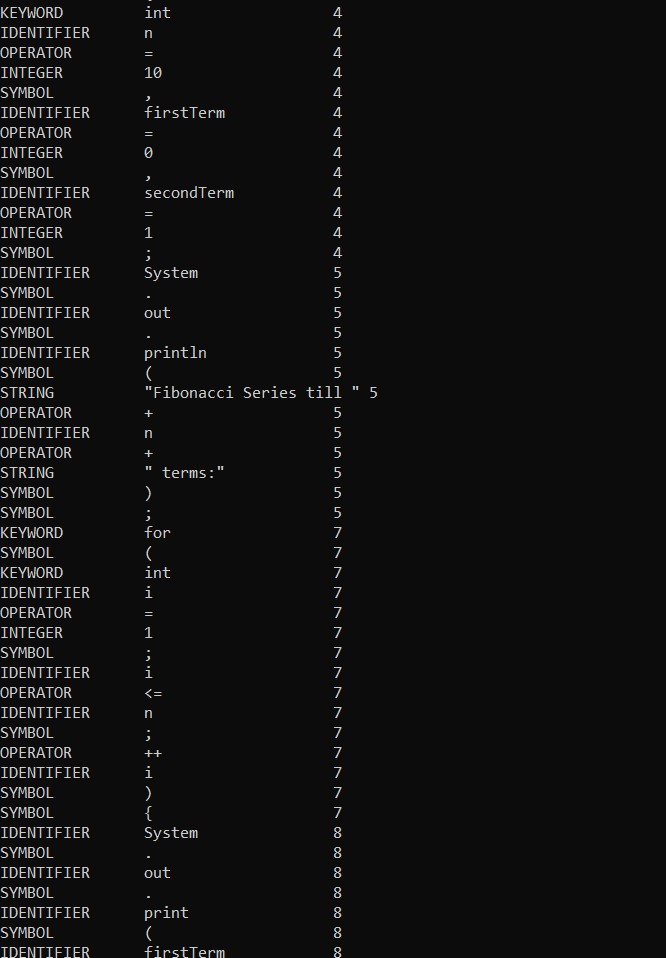 KEYWORD int 4
IDENTIFIER n 4
OPERATOR = 4
INTEGER 10 4
SYMBOL , 4
IDENTIFIER firstTerm 4
OPERATOR = 4
INTEGER 0 4
SYMBOL , 4
IDENTIFIER secondTerm 4
OPERATOR = 4
INTEGER 1 4
SYMBOL ; 4
IDENTIFIER System 5
SYMBOL . 5
IDENTIFIER out 5
SYMBOL . 5
IDENTIFIER println 5
SYMBOL ( 5
STRING "Fibonacci Series till " 5
OPERATOR + 5
IDENTIFIER n 5
OPERATOR + 5
STRING " terms:" 5
SYMBOL ) 5
SYMBOL ; 5
KEYWORD for 7
SYMBOL ( 7
KEYWORD int 7
IDENTIFIER i 7
OPERATOR = 7
INTEGER 1 7
SYMBOL ; 7
IDENTIFIER i 7
OPERATOR <= 7
IDENTIFIER n 7
SYMBOL ; 7
OPERATOR ++ 7
IDENTIFIER i 7
SYMBOL ) 7
SYMBOL { 7
IDENTIFIER System 8
SYMBOL . 8
IDENTIFIER out 8
SYMBOL . 8
IDENTIFIER print 8
SYMBOL ( 8
IDENTIFIER firstTerm 8